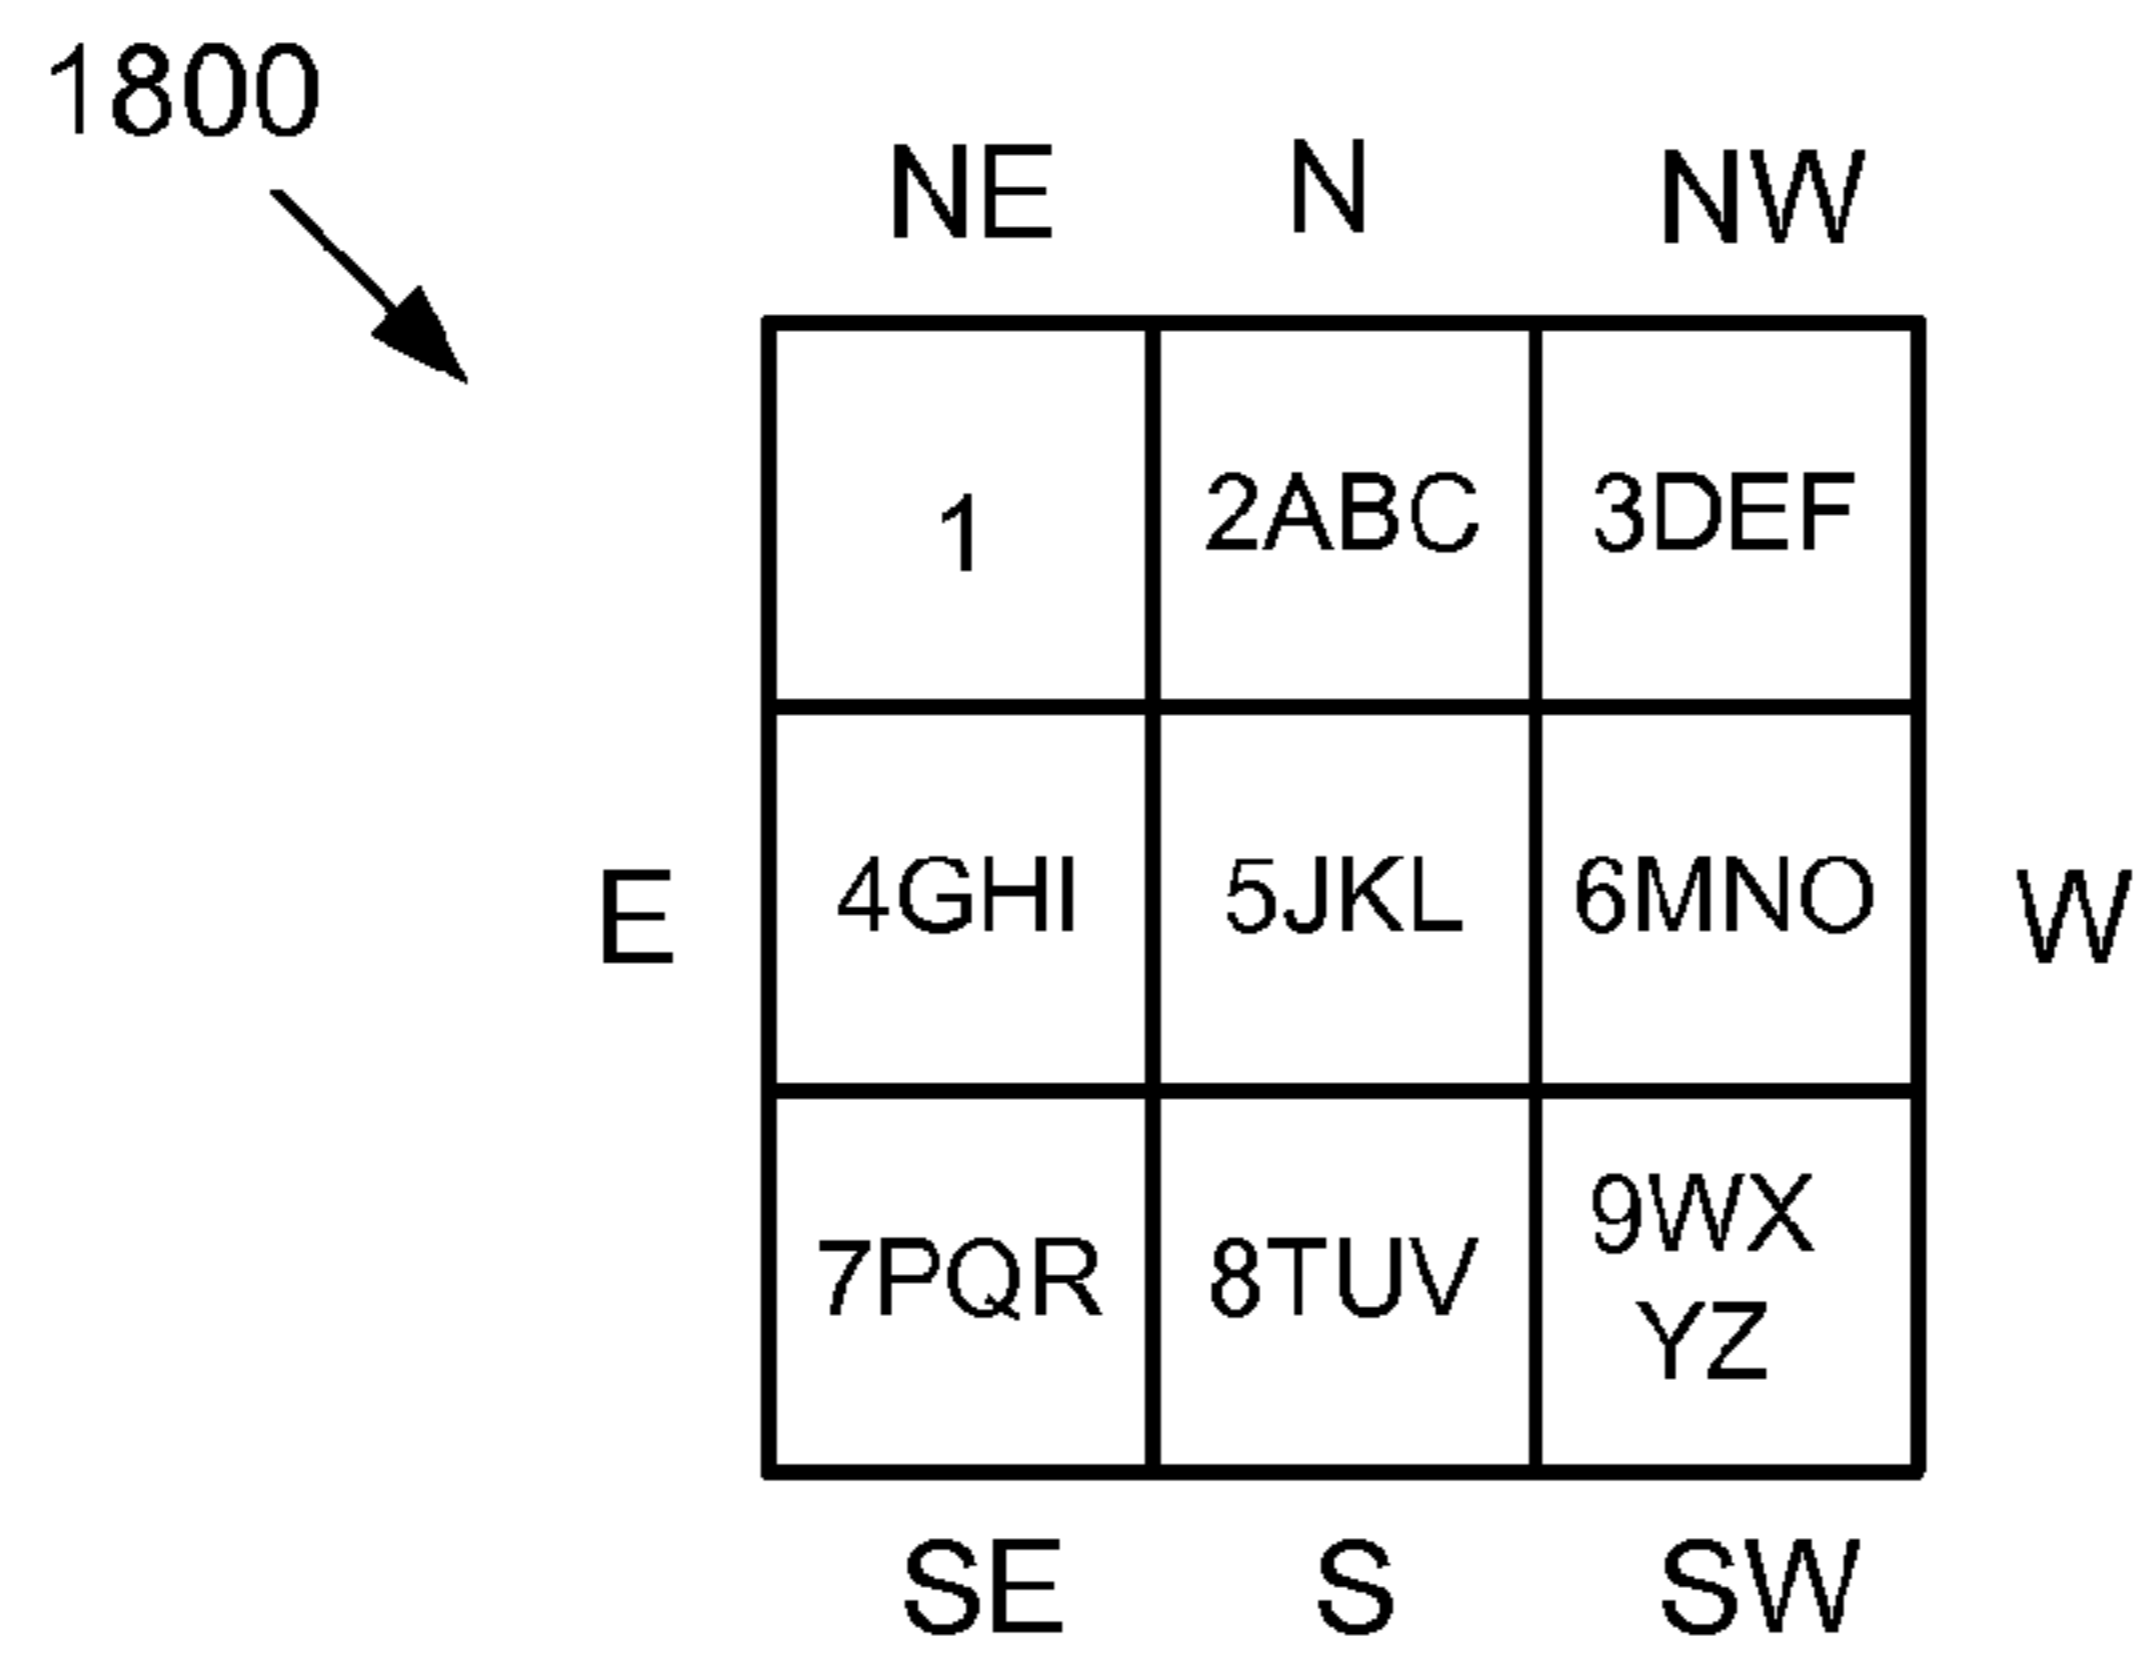 1800
NE N NW
1 2ABC 3DEF
E 4GHI 5JKL 6MNO W
7PQR 8TUV 9WX
YZ
SE S SW